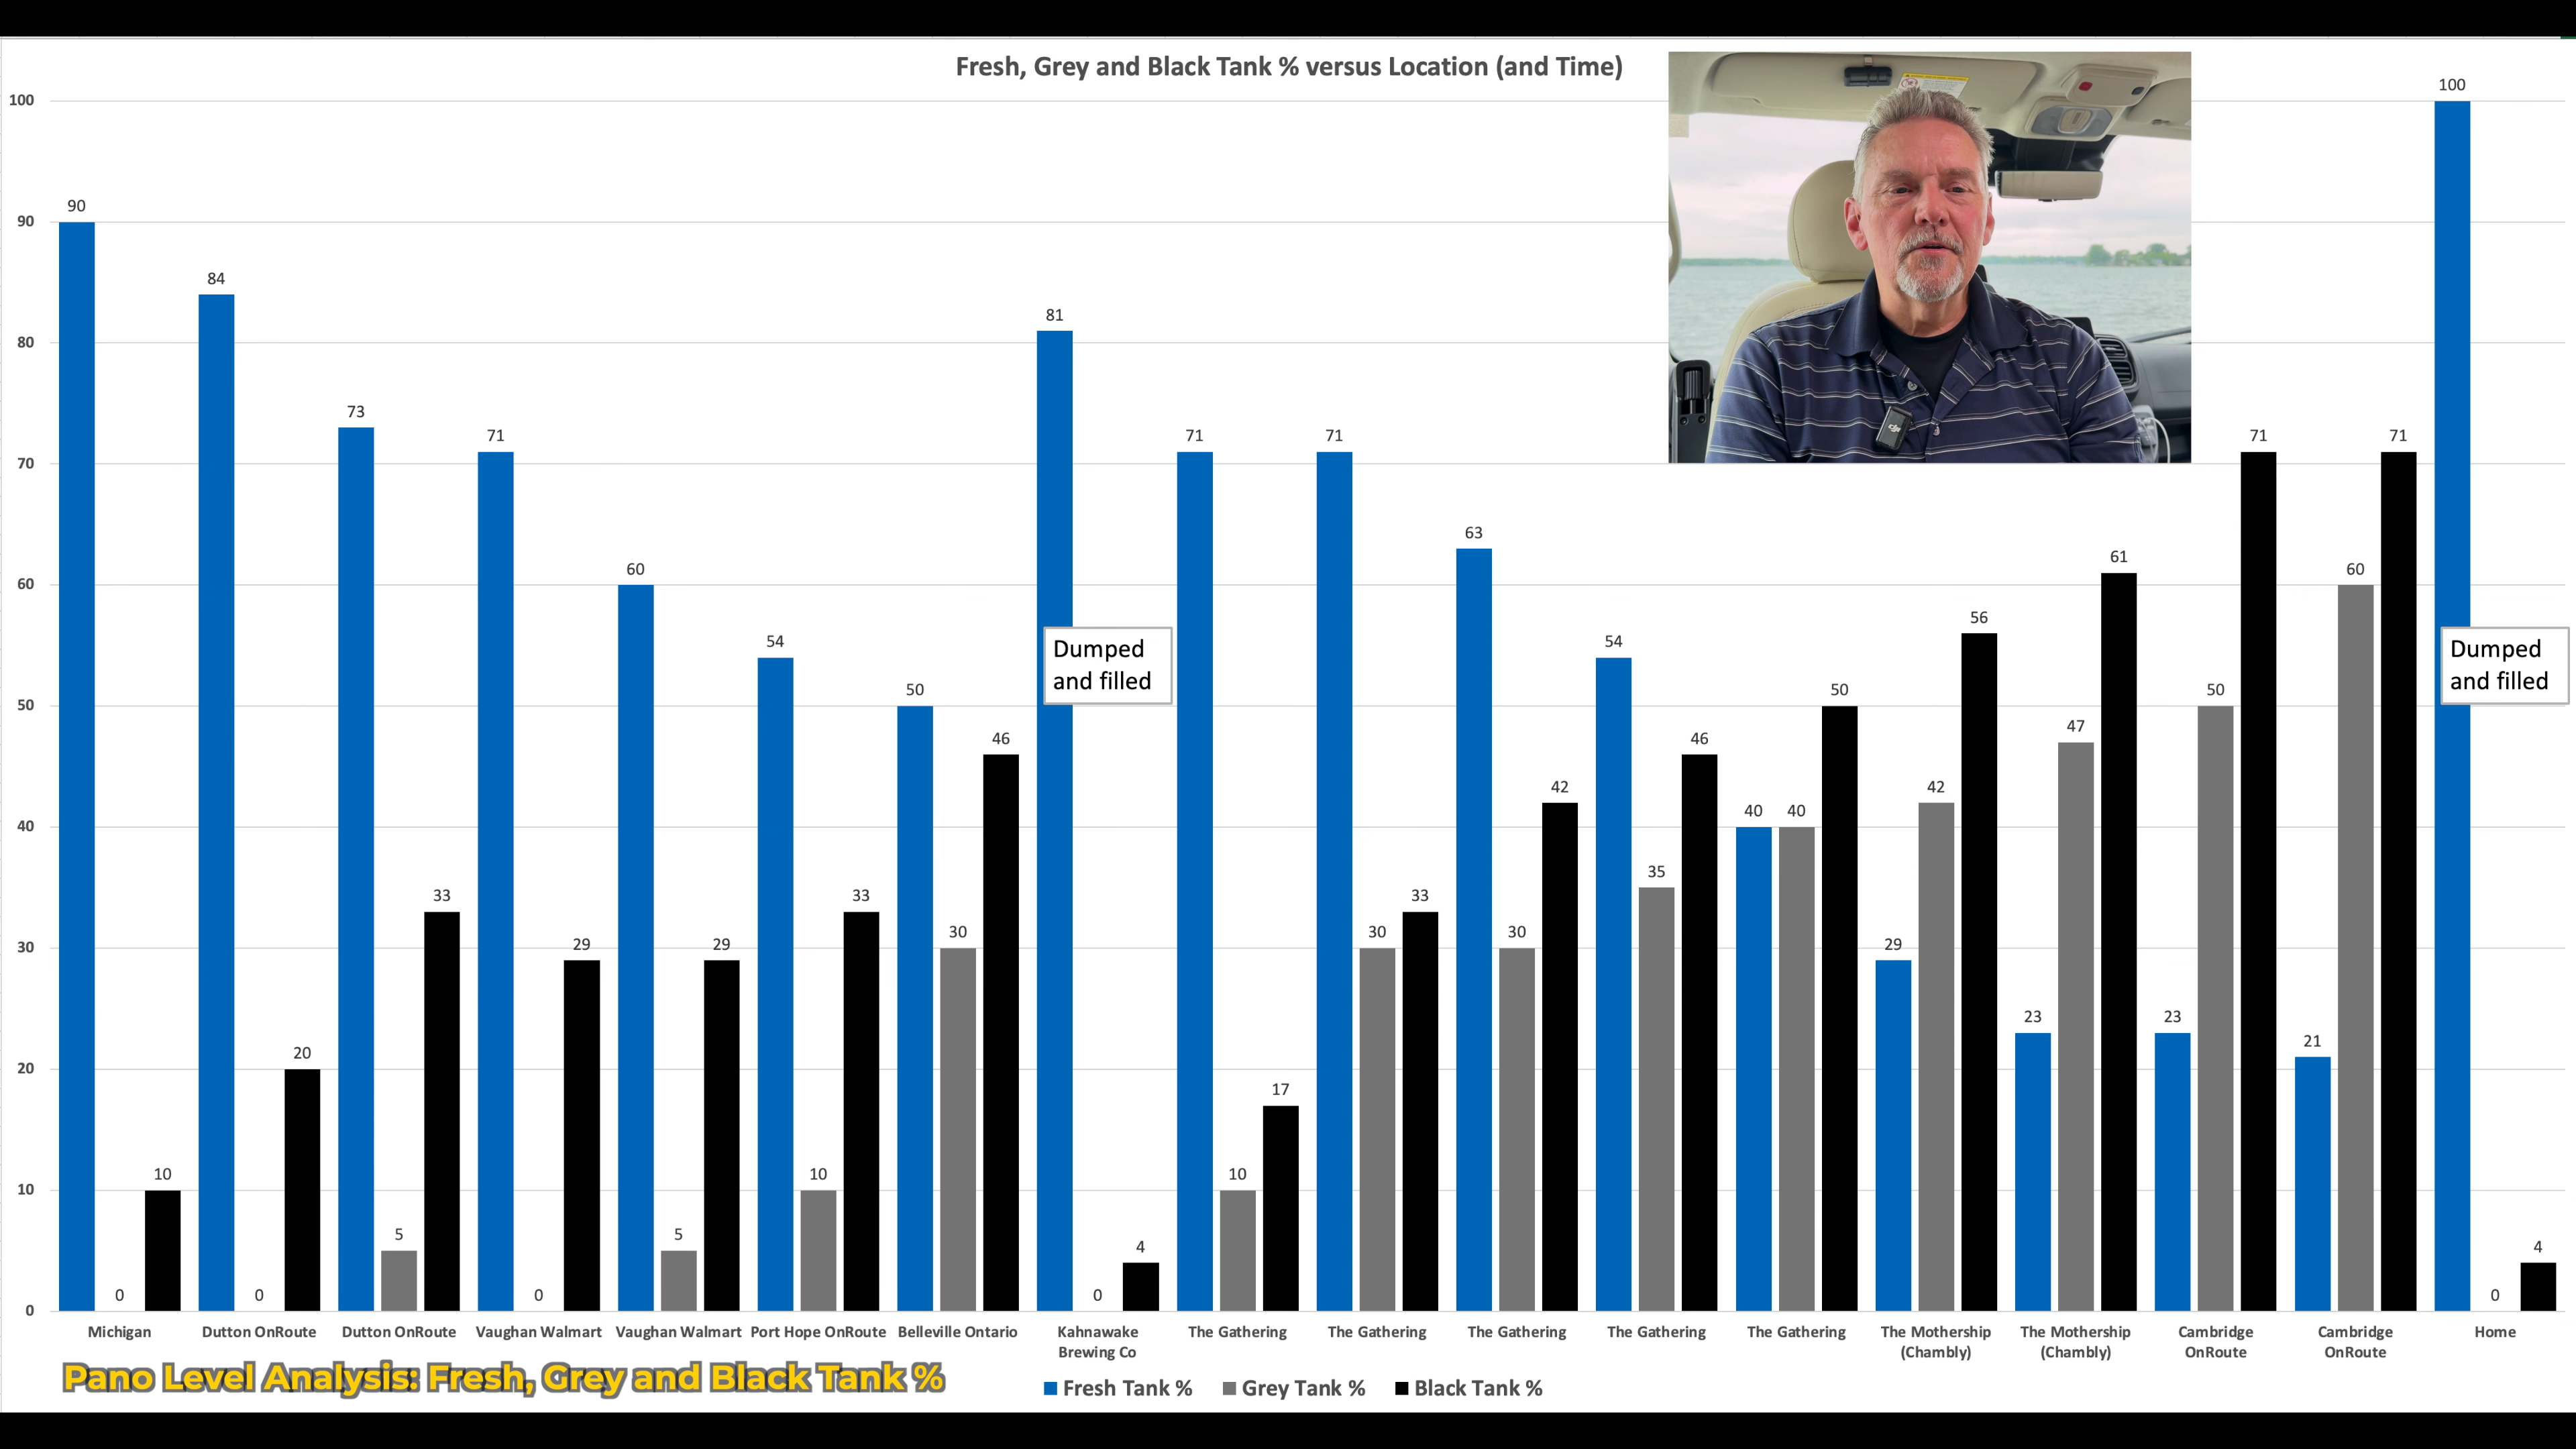 Fresh, Grey and Black Tank % versus Location (and Time)
100
90
80
70
60
50
40
30
20
10
0
90
0
10
84
0
20
73
5
33
71
0
29
60
5
29
54
10
33
50
30
46
81
0
4
71
10
17
71
30
33
63
30
42
54
35
46
40
40
50
29
42
56
23
47
61
23
50
71
21
60
71
100
0
4
Dumped
and filled
Dumped
and filled
dji
Michigan
Dutton OnRoute
Dutton OnRoute
Vaughan Walmart
Vaughan Walmart
Port Hope OnRoute
Belleville Ontario
Kahnawake
Brewing Co
The Gathering
The Gathering
The Gathering
The Gathering
The Gathering
The Mothership
(Chambly)
The Mothership
(Chambly)
Cambridge
OnRoute
Cambridge
OnRoute
Home
Pano Level Analysis: Fresh, Grey and Black Tank %
Fresh Tank %
Grey Tank %
Black Tank %